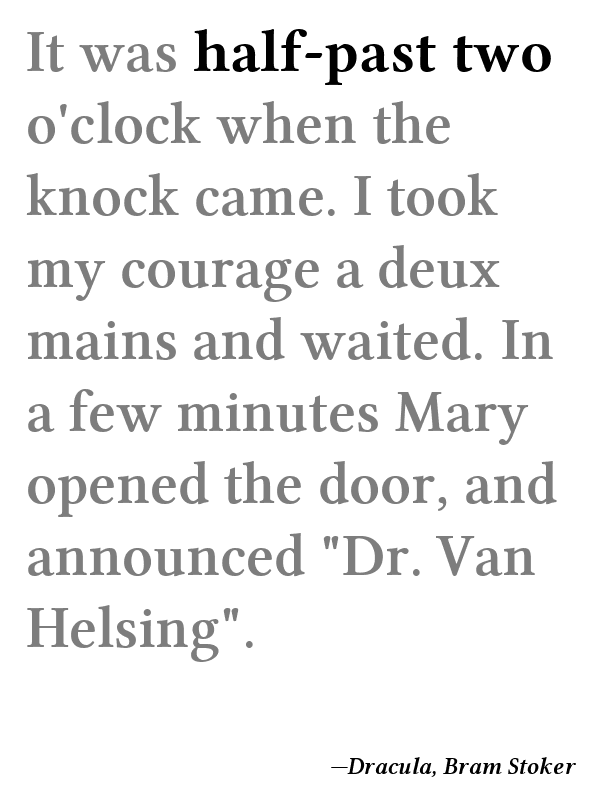 It was half-past two
o'clock when the
knock came. I took
my courage a deux
mains and waited. In
a few minutes Mary
opened the door, and
announced "Dr. Van
Helsing".
—Dracula, Bram Stoker